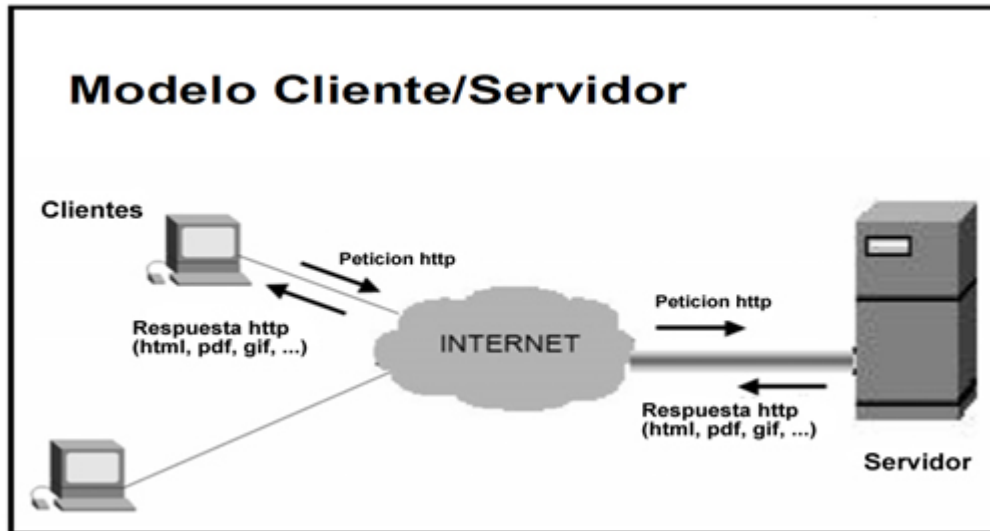 Modelo Cliente/Servidor
Clientes
Peticion http
Respuesta http
(html, pdf, gif, ...)
INTERNET
Peticion http
Respuesta http
(html, pdf, gif, ...)
Servidor